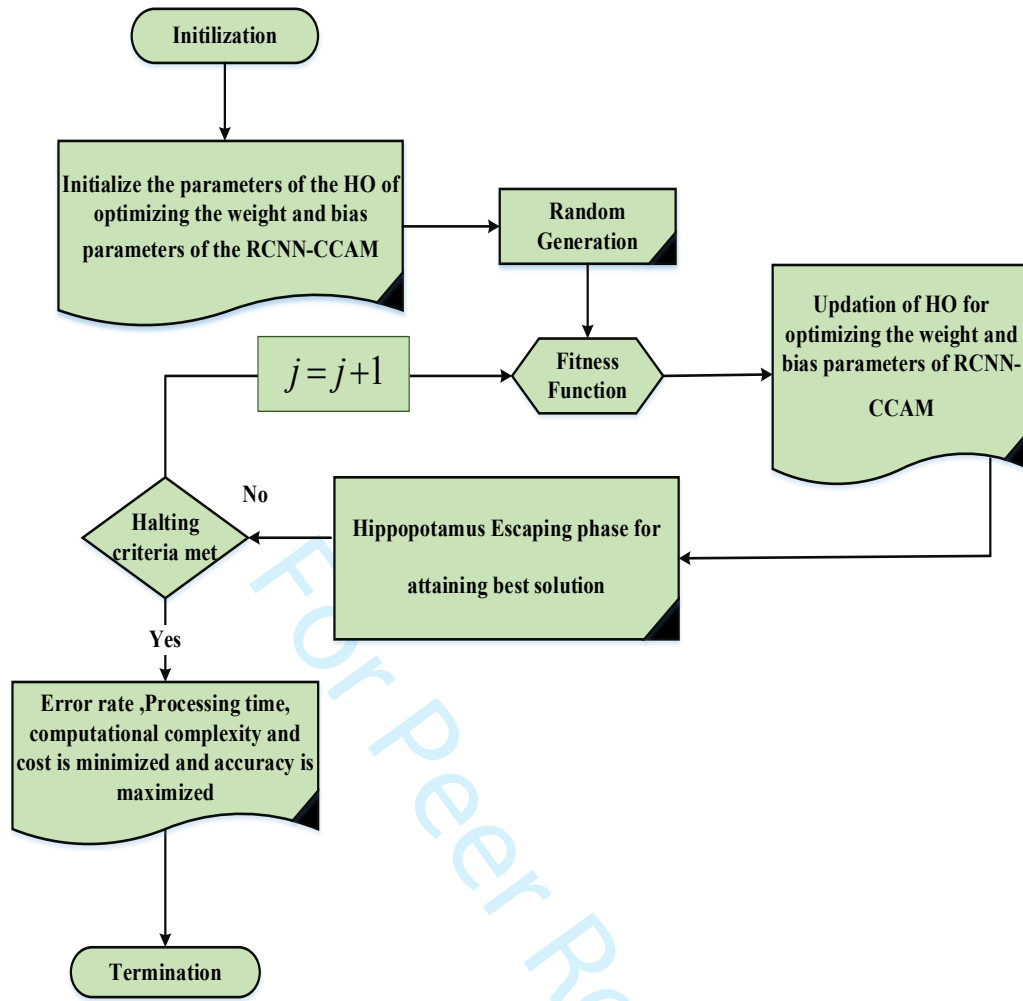 Initilization
Initialize the parameters of the HO of
optimizing the weight and bias
parameters of the RCNN-CCAM
Random
Generation
Updation of HO for
optimizing the weight and
bias parameters of RCNN-
CCAM
j = j+1
Fitness
Function
No
Halting
criteria met
Hippopotamus Escaping phase for
attaining best solution
Yes
Error rate ,Processing time,
computational complexity and
cost is minimized and accuracy is
maximized
Termination
For Peer Re